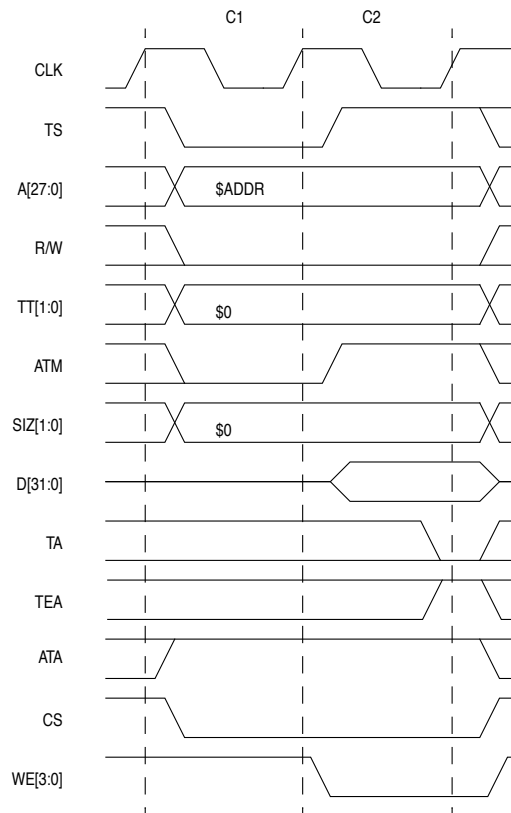 C1 C2
CLK
TS
A[27:0] $ADDR
R/W
TT[1:0] $0
ATM
SIZ[1:0] $0
D[31:0]
TA
TEA
ATA
CS
WE[3:0]